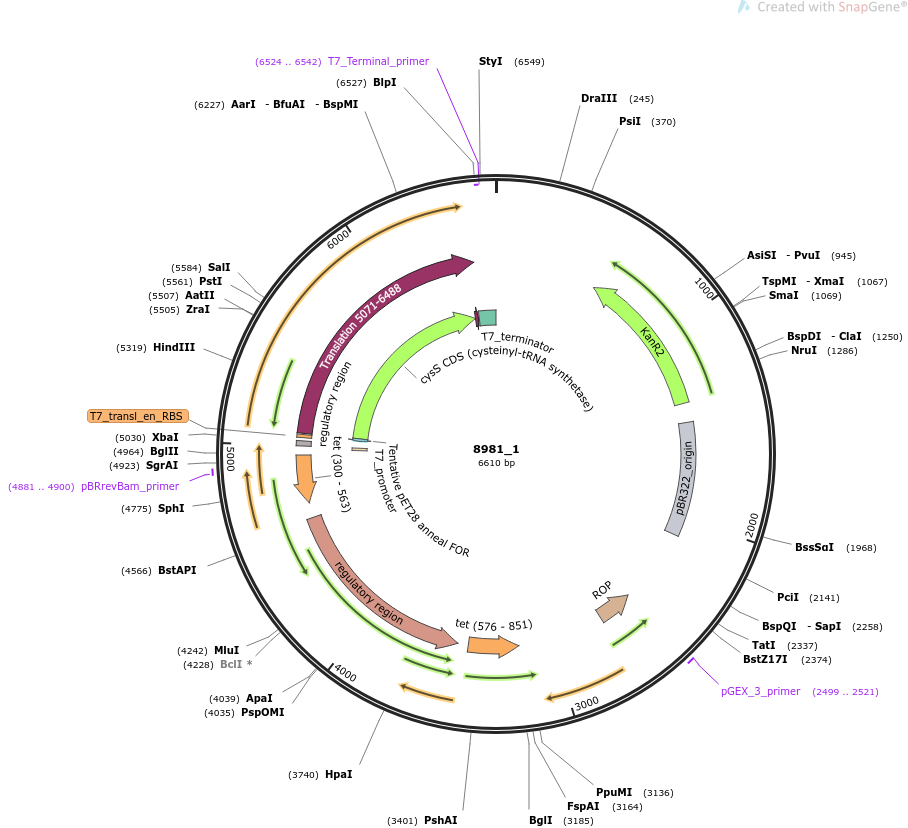 Created with SnapGene®
(6524 .. 6542) T7_Terminal_primer
StyI (6549)
(6527) BlpI
(6227) AarI - BfuAI - BspMI
DraIII (245)
PsiI (370)
6000
1000
2000
3000
4000
5000
AsiSI - PvuI (945)
TspMI - XmaI (1067)
SmaI (1069)
BspDI - ClaI (1250)
NruI (1286)
(5584) SalI
(5561) PstI
(5507) AatII
(5505) ZraI
(5319) HindIII
T7_transl_en_RBS
(5030) XbaI
(4964) BglII
(4923) SgrAI
(4881 .. 4900) pBRrevBam_primer
(4775) SphI
(4566) BstAPI
(4242) MluI
(4228) BclI *
(4039) ApaI
(4035) PspOMI
(3740) HpaI
(3401) PshAI
BglI (3185)
FspAI (3164)
PpuMI (3136)
pGEX_3_primer (2499 .. 2521)
BstZ17I (2374)
TatI (2337)
BspQI - SapI (2258)
PciI (2141)
BssSαI (1968)
Translation 5071-6488
KanR2
T7_terminator
cysS CDS (cysteinyl-tRNA synthetase)
regulatory region
tet (300 - 563)
T7_promoter
Tentative pET28 anneal FOR
8981_1
6610 bp
pBR322_origin
ROP
tet (576 - 851)
regulatory region